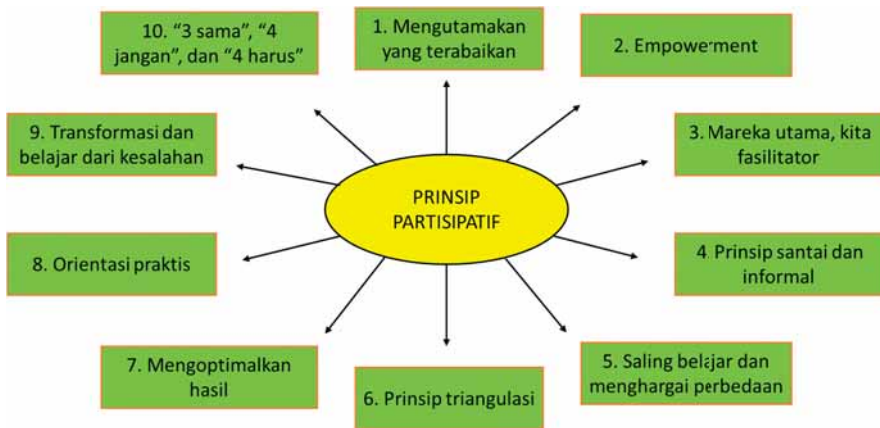 PRINSIP
PARTISIPATIF
1. Mengutamakan
yang terabaikan
2. Empowerment
3. Mareka utama, kita
fasilitator
4 Prinsip santai dan
informal
5. Saling belajar dan
menghargai perbedaan
6. Prinsip triangulasi
7. Mengoptimalkan
hasil
8. Orientasi praktis
9. Transformasi dan
belajar dari kesalahan
10. “3 sama”, “4
jangan”, dan “4 harus”